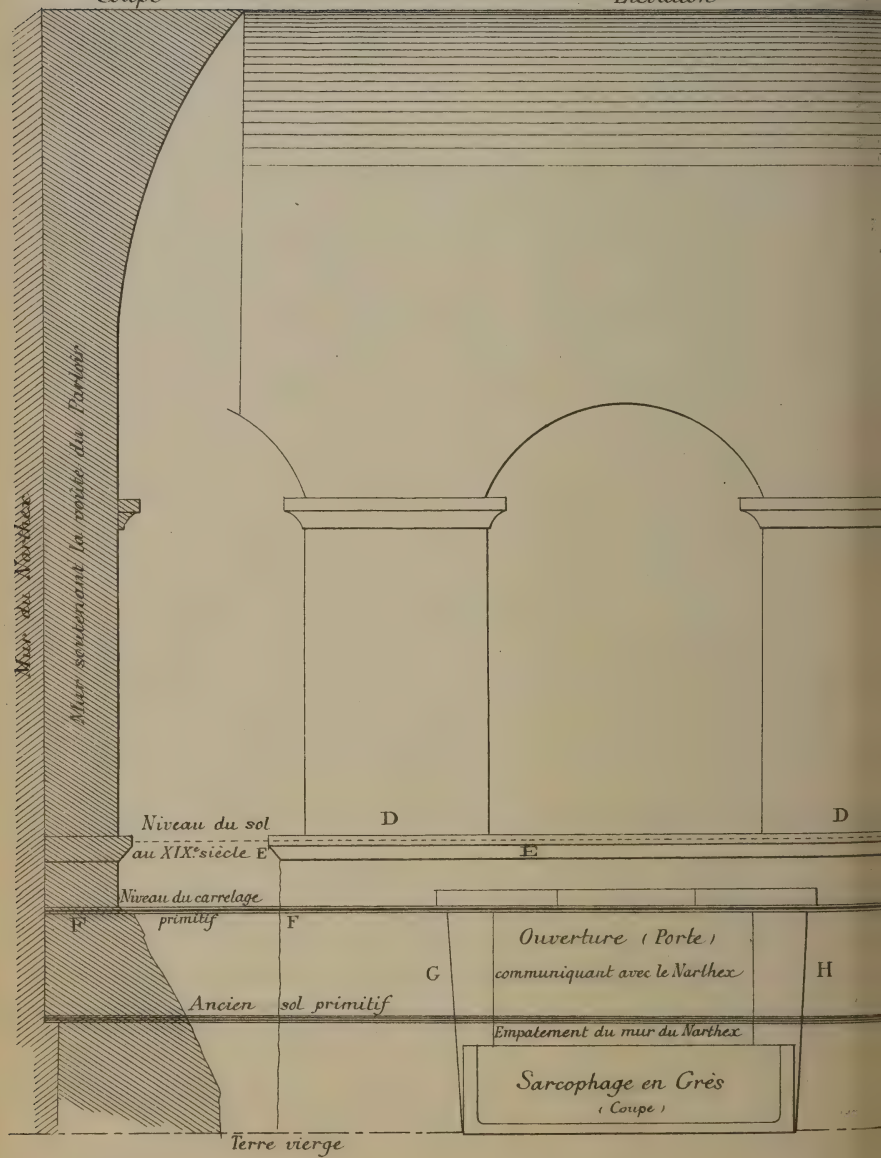 Coupe
Elévation
Mur du Narthex
Mur soutenant la voûte du Parloir
D
D
Niveau du sol
au XIXe siècle E
E
Niveau du carrelage
primitif
F
F
Ouverture (Porte)
communiquant avec le Narthex
G
H
Ancien sol primitif
Empatement du mur du Narthex
Sarcophage en Grès
(Coupe)
Terre vierge